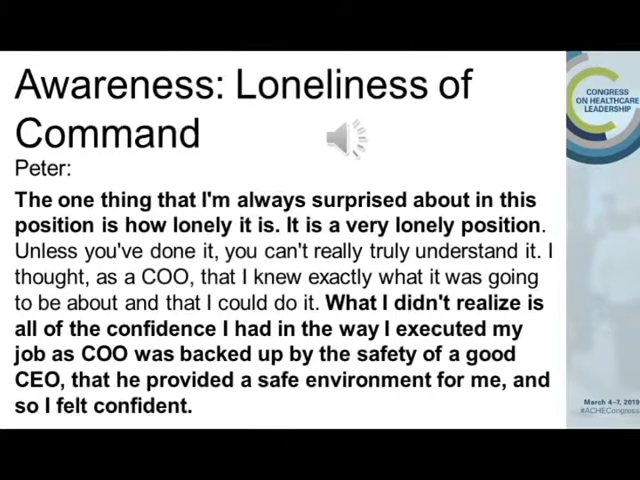 Awareness: Loneliness of
Command
Peter:
The one thing that I'm always surprised about in this
position is how lonely it is. It is a very lonely position.
Unless you've done it, you can't really truly understand it. I
thought, as a COO, that I knew exactly what it was going
to be about and that I could do it. What I didn't realize is
all of the confidence I had in the way I executed my
job as COO was backed up by the safety of a good
CEO, that he provided a safe environment for me, and
so I felt confident.
CONGRESS
ON HEALTHCARE
LEADERSHIP
March 4–7, 2019
#ACHECongress